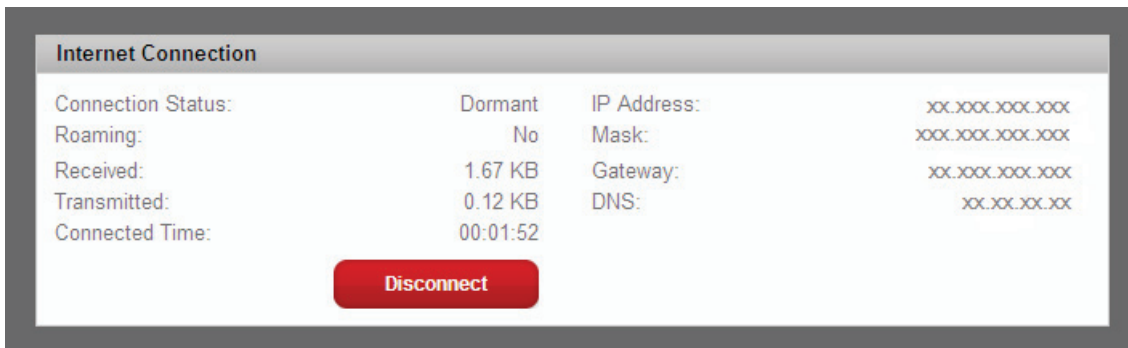 Internet Connection
Connection Status: Dormant IP Address: xx.xxx.xxx.xxx
Roaming: No Mask: xxx.xxx.xxx.xxx
Received: 1.67 KB Gateway: xx.xxx.xxx.xxx
Transmitted: 0.12 KB DNS: xx.xx.xx.xx
Connected Time: 00:01:52
Disconnect